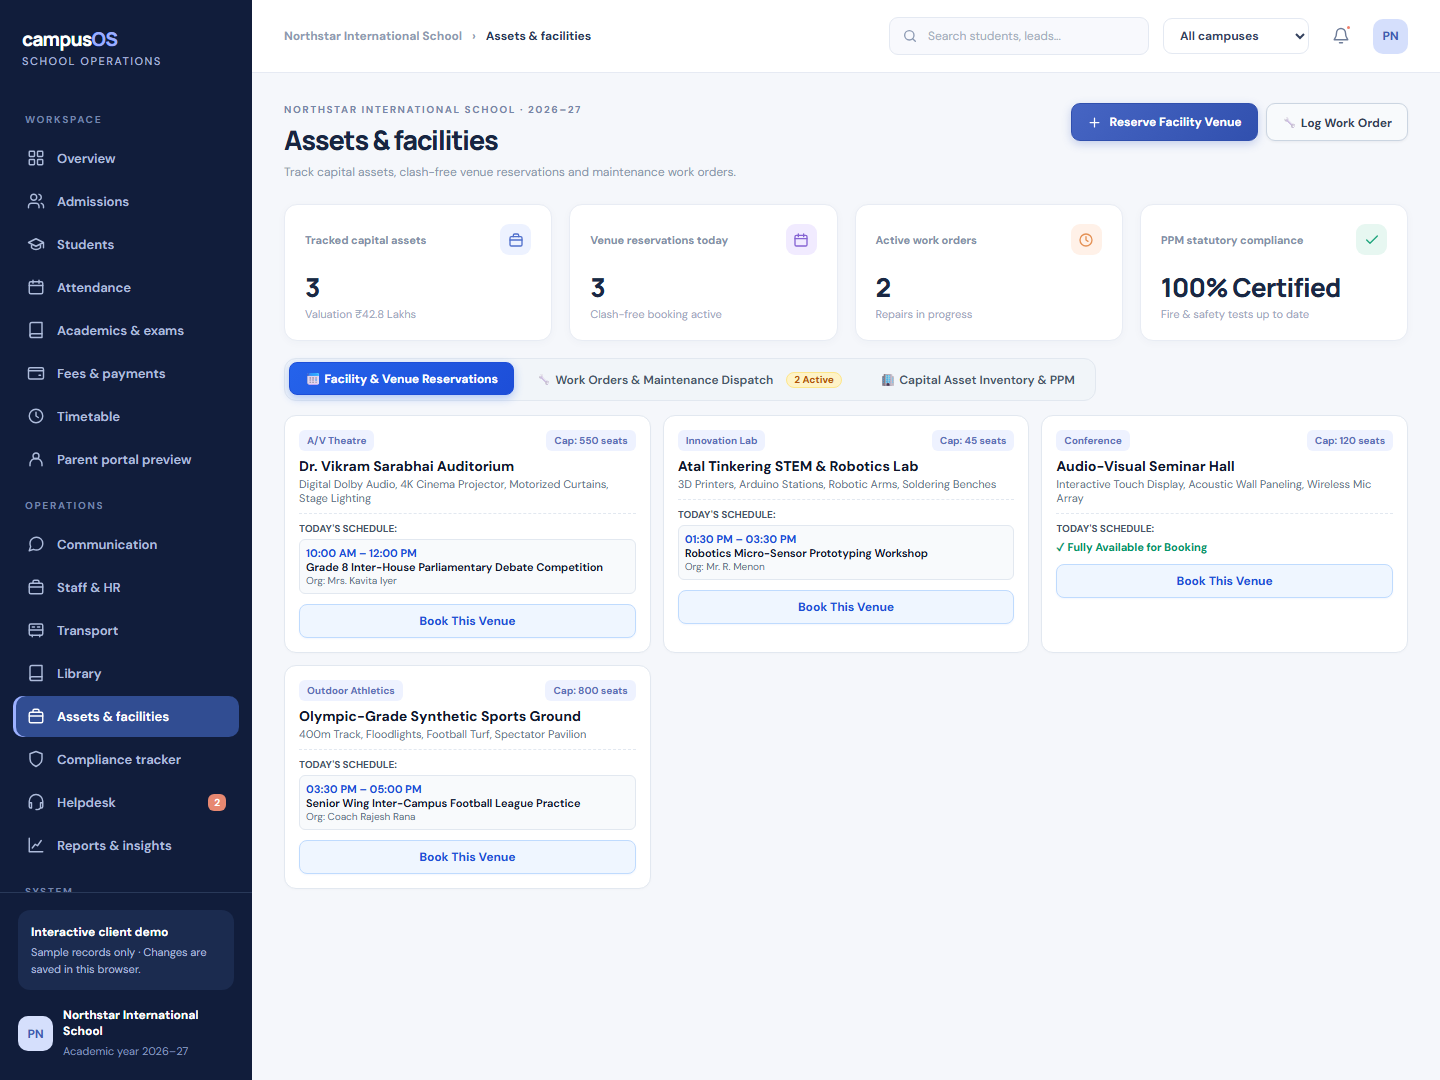 campusOS
SCHOOL OPERATIONS
WORKSPACE
Overview
Admissions
Students
Attendance
Academics & exams
Fees & payments
Timetable
Parent portal preview
OPERATIONS
Communication
Staff & HR
Transport
Library
Assets & facilities
Compliance tracker
Helpdesk
2
Reports & insights
SYSTEM
Interactive client demo
Sample records only · Changes are
saved in this browser.
PN
Northstar International
School
Academic year 2026–27
Northstar International School › Assets & facilities
Search students, leads...
All campuses
PN
NORTHSTAR INTERNATIONAL SCHOOL · 2026–27
Assets & facilities
Track capital assets, clash-free venue reservations and maintenance work orders.
+ Reserve Facility Venue
Log Work Order
Tracked capital assets
3
Valuation ₹42.8 Lakhs
Venue reservations today
3
Clash-free booking active
Active work orders
2
Repairs in progress
PPM statutory compliance
100% Certified
Fire & safety tests up to date
Facility & Venue Reservations
Work Orders & Maintenance Dispatch
2 Active
Capital Asset Inventory & PPM
A/V Theatre
Cap: 550 seats
Dr. Vikram Sarabhai Auditorium
Digital Dolby Audio, 4K Cinema Projector, Motorized Curtains,
Stage Lighting
TODAY'S SCHEDULE:
10:00 AM – 12:00 PM
Grade 8 Inter-House Parliamentary Debate Competition
Org: Mrs. Kavita Iyer
Book This Venue
Innovation Lab
Cap: 45 seats
Atal Tinkering STEM & Robotics Lab
3D Printers, Arduino Stations, Robotic Arms, Soldering Benches
TODAY'S SCHEDULE:
01:30 PM – 03:30 PM
Robotics Micro-Sensor Prototyping Workshop
Org: Mr. R. Menon
Book This Venue
Conference
Cap: 120 seats
Audio-Visual Seminar Hall
Interactive Touch Display, Acoustic Wall Paneling, Wireless Mic
Array
TODAY'S SCHEDULE:
✓ Fully Available for Booking
Book This Venue
Outdoor Athletics
Cap: 800 seats
Olympic-Grade Synthetic Sports Ground
400m Track, Floodlights, Football Turf, Spectator Pavilion
TODAY'S SCHEDULE:
03:30 PM – 05:00 PM
Senior Wing Inter-Campus Football League Practice
Org: Coach Rajesh Rana
Book This Venue